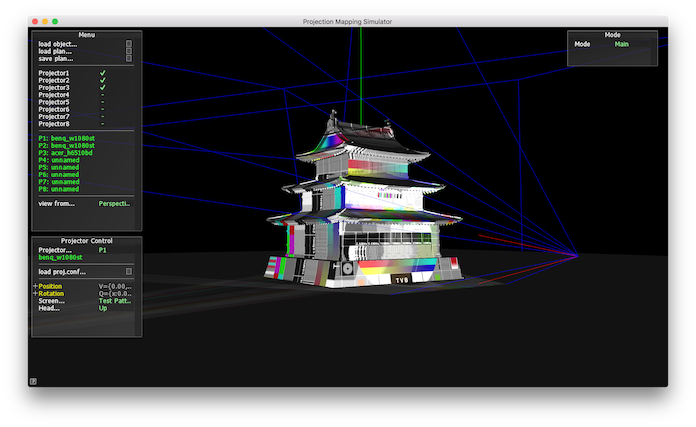 Projection Mapping Simulator
Menu
load object...
load plan...
save plan...
Projector1
Projector2
Projector3
Projector4 -
Projector5 -
Projector6 -
Projector7 -
Projector8 -
P1: benq_w1080st
P2: benq_w1080st
P3: acer_h6510bd
P4: unnamed
P5: unnamed
P6: unnamed
P7: unnamed
P8: unnamed
view from... Perspecti..
Projector Control
Projector... P1
benq_w1080st
load proj.conf...
Position V={0.00,..
Rotation Q={x:0.0..
Screen... Test Patt..
Head... Up
Mode
Mode Main
TVB
P